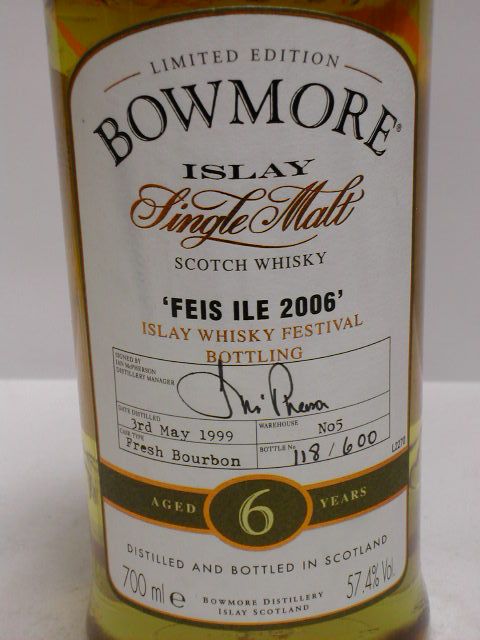 LIMITED EDITION
BOWMORE®
ISLAY
Single Malt
SCOTCH WHISKY
'FEIS ILE 2006'
ISLAY WHISKY FESTIVAL
BOTTLING
SIGNED BY
IAN McPHERSON
DISTILLERY MANAGER
DATE DISTILLED
3rd May 1999
WAREHOUSE
No5
CASK TYPE
Fresh Bourbon
BOTTLE No
118 / 600
AGED 6 YEARS
DISTILLED AND BOTTLED IN SCOTLAND
700 ml e
57.4% Vol.
BOWMORE DISTILLERY
ISLAY SCOTLAND